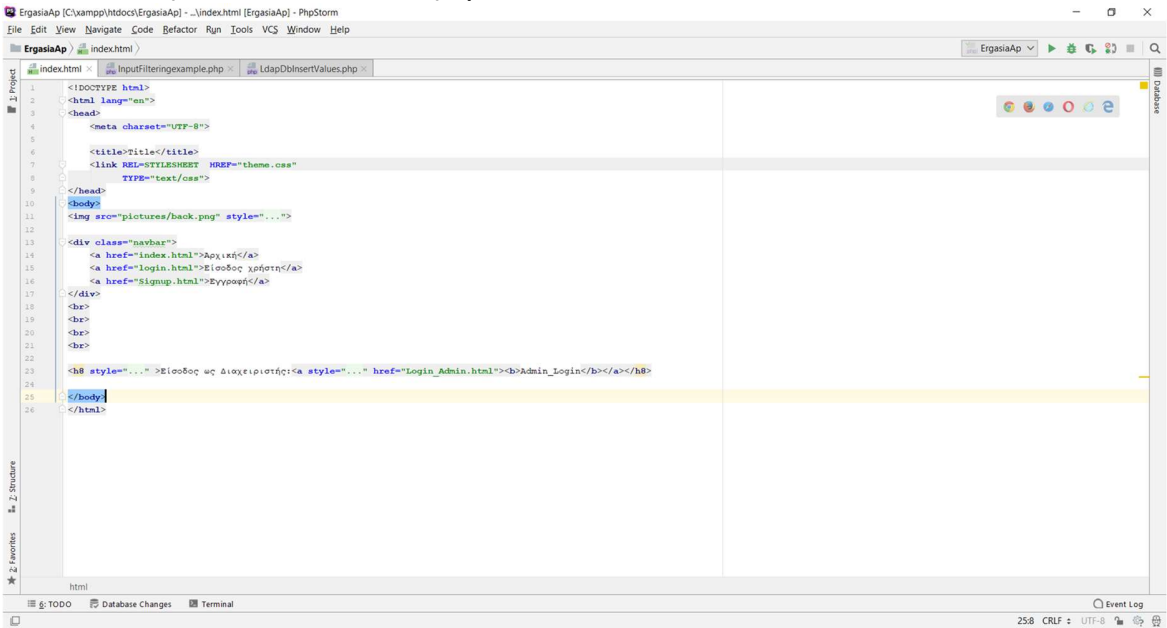 ErgasiaAp [C:\xampp\htdocs\ErgasiaAp] - ...\index.html [ErgasiaAp] - PhpStorm
File Edit View Navigate Code Refactor Run Tools VCS Window Help
ErgasiaAp index.html ErgasiaAp
index.html InputFilteringexample.php LdapDbInsertValues.php
1: Project
Database
1 <!DOCTYPE html>
2 <html lang="en">
3 <head>
4 <meta charset="UTF-8">
5
6 <title>Title</title>
7 <link REL=STYLESHEET HREF="theme.css"
8 TYPE="text/css">
9 </head>
10 <body>
11 <img src="pictures/back.png" style="...">
12
13 <div class="navbar">
14 <a href="index.html">Αρχική</a>
15 <a href="login.html">Είσοδος χρήστη</a>
16 <a href="Signup.html">Εγγραφή</a>
17 </div>
18 <br>
19 <br>
20 <br>
21 <br>
22
23 <h8 style="..." >Είσοδος ως Διαχειριστής:<a style="..." href="Login_Admin.html"><b>Admin_Login</b></a></h8>
24
25 </body>
26 </html>
7: Structure
2: Favorites
html
6: TODO Database Changes Terminal Event Log
25:8 CRLF UTF-8